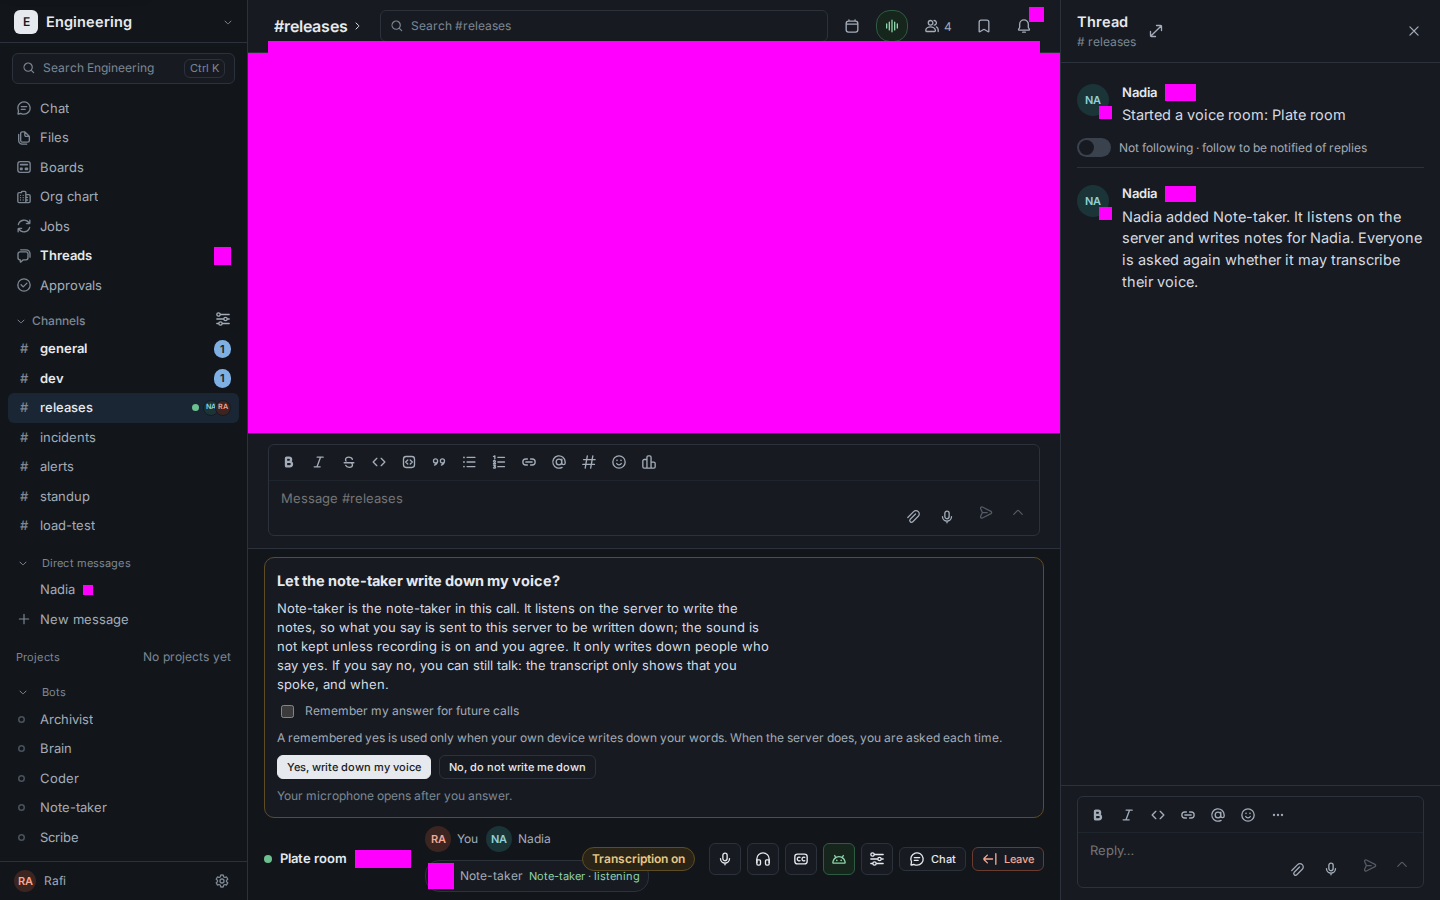 E Engineering
Search Engineering Ctrl K
Chat
Files
Boards
Org chart
Jobs
Threads
Approvals
Channels
# general 1
# dev 1
# releases NA RA
# incidents
# alerts
# standup
# load-test
Direct messages
Nadia
New message
Projects No projects yet
Bots
Archivist
Brain
Coder
Note-taker
Scribe
RA Rafi
#releases
Search #releases
4
Message #releases
Let the note-taker write down my voice?
Note-taker is the note-taker in this call. It listens on the server to write the
notes, so what you say is sent to this server to be written down; the sound is
not kept unless recording is on and you agree. It only writes down people who
say yes. If you say no, you can still talk: the transcript only shows that you
spoke, and when.
Remember my answer for future calls
A remembered yes is used only when your own device writes down your words. When the server does, you are asked each time.
Yes, write down my voice No, do not write me down
Your microphone opens after you answer.
Plate room
RA You NA Nadia
Note-taker Note-taker · listening
Transcription on
Chat
Leave
Thread
# releases
NA Nadia
Started a voice room: Plate room
Not following · follow to be notified of replies
NA Nadia
Nadia added Note-taker. It listens on the
server and writes notes for Nadia. Everyone
is asked again whether it may transcribe
their voice.
Reply...